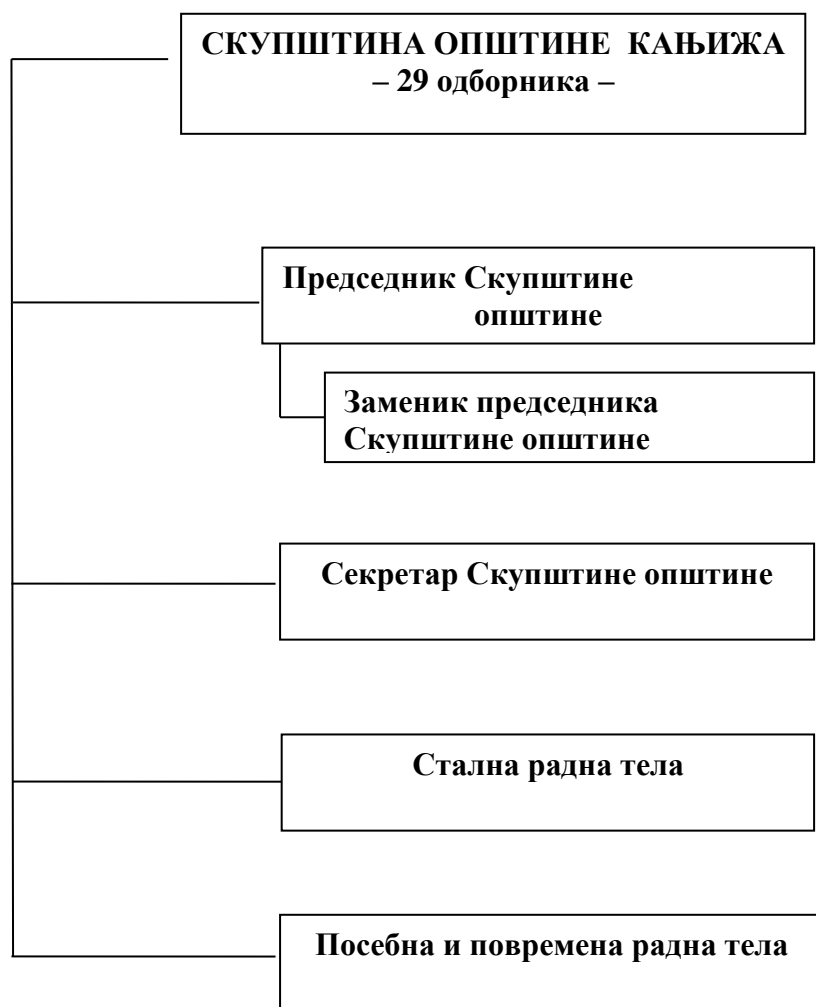 СКУПШТИНА ОПШТИНЕ КАЊИЖА
– 29 одборника –
Председник Скупштине
општине
Заменик председника
Скупштине општине
Секретар Скупштине општине
Стална радна тела
Посебна и повремена радна тела